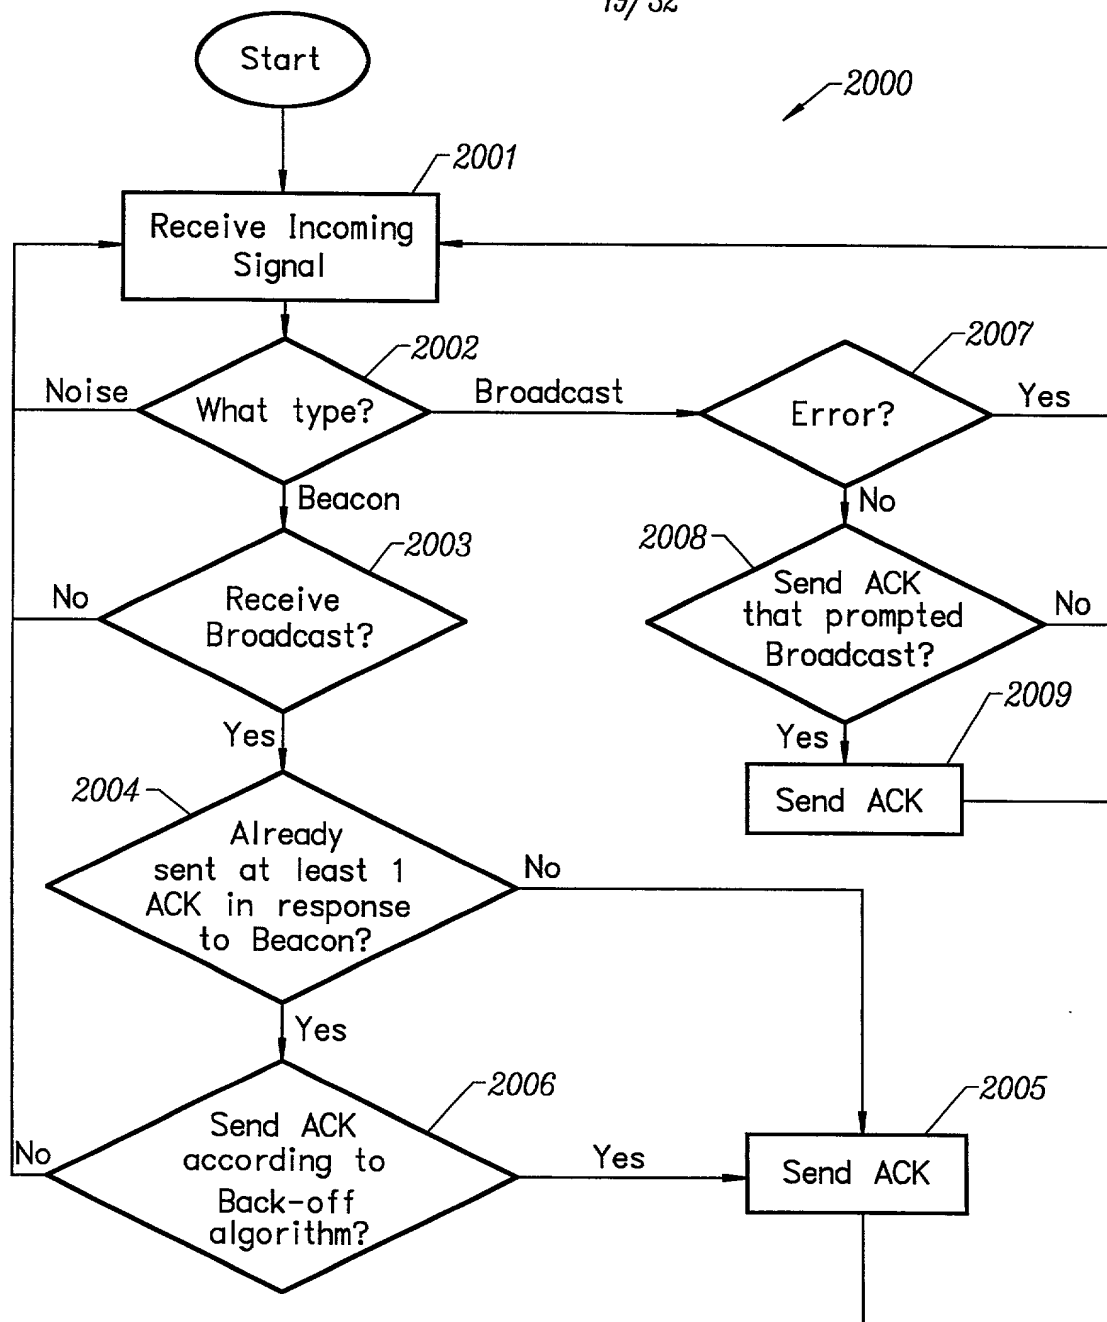 19/32
Start
2000
2001
Receive Incoming
Signal
2002
2007
Noise
What type?
Broadcast
Error?
Yes
Beacon
No
2003
2008
No
Receive
Broadcast?
Send ACK
that prompted
Broadcast?
No
2009
Yes
Yes
2004
Send ACK
Already
sent at least 1
ACK in response
to Beacon?
No
Yes
2006
2005
No
Send ACK
according to
Back-off
algorithm?
Yes
Send ACK